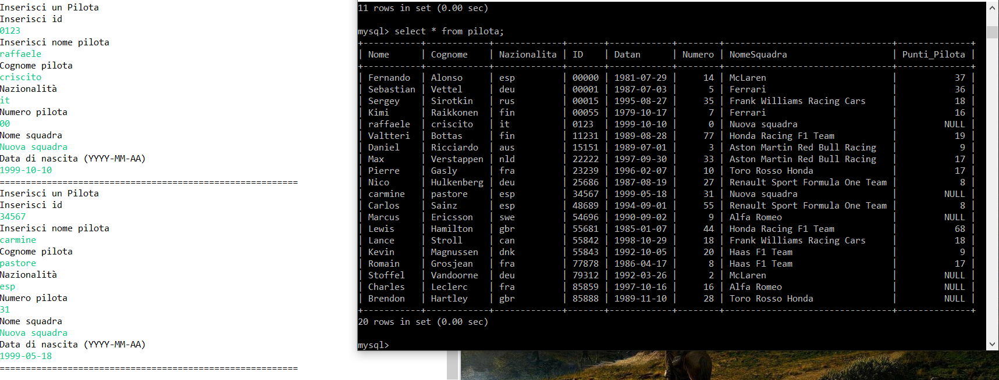 Inserisci un Pilota
Inserisci id
0123
Inserisci nome pilota
raffaele
Cognome pilota
criscito
Nazionalità
it
Numero pilota
00
Nome squadra
Nuova squadra
Data di nascita (YYYY-MM-AA)
1999-10-10
=========================================================
Inserisci un Pilota
Inserisci id
34567
Inserisci nome pilota
carmine
Cognome pilota
pastore
Nazionalità
esp
Numero pilota
31
Nome squadra
Nuova squadra
Data di nascita (YYYY-MM-AA)
1999-05-18
=========================================================
11 rows in set (0.00 sec)
mysql> select * from pilota;
+-----------+------------+-------------+-------+------------+--------+--------------------------------+--------------+
| Nome | Cognome | Nazionalita | ID | Datan | Numero | NomeSquadra | Punti_Pilota |
+-----------+------------+-------------+-------+------------+--------+--------------------------------+--------------+
| Fernando | Alonso | esp | 00000 | 1981-07-29 | 14 | McLaren | 37 |
| Sebastian | Vettel | deu | 00001 | 1987-07-03 | 5 | Ferrari | 36 |
| Sergey | Sirotkin | rus | 00015 | 1995-08-27 | 35 | Frank Williams Racing Cars | 18 |
| Kimi | Raikkonen | fin | 00055 | 1979-10-17 | 7 | Ferrari | 16 |
| raffaele | criscito | it | 0123 | 1999-10-10 | 0 | Nuova squadra | NULL |
| Valtteri | Bottas | fin | 11231 | 1989-08-28 | 77 | Honda Racing F1 Team | 19 |
| Daniel | Ricciardo | aus | 15151 | 1989-07-01 | 3 | Aston Martin Red Bull Racing | 9 |
| Max | Verstappen | nld | 22222 | 1997-09-30 | 33 | Aston Martin Red Bull Racing | 17 |
| Pierre | Gasly | fra | 23239 | 1996-02-07 | 10 | Toro Rosso Honda | 17 |
| Nico | Hulkenberg | deu | 25686 | 1987-08-19 | 27 | Renault Sport Formula One Team | 8 |
| carmine | pastore | esp | 34567 | 1999-05-18 | 31 | Nuova squadra | NULL |
| Carlos | Sainz | esp | 48689 | 1994-09-01 | 55 | Renault Sport Formula One Team | 8 |
| Marcus | Ericsson | swe | 54696 | 1990-09-02 | 9 | Alfa Romeo | NULL |
| Lewis | Hamilton | gbr | 55681 | 1985-01-07 | 44 | Honda Racing F1 Team | 68 |
| Lance | Stroll | can | 55842 | 1998-10-29 | 18 | Frank Williams Racing Cars | 18 |
| Kevin | Magnussen | dnk | 55843 | 1992-10-05 | 20 | Haas F1 Team | 9 |
| Romain | Grosjean | fra | 77878 | 1986-04-17 | 8 | Haas F1 Team | 17 |
| Stoffel | Vandoorne | deu | 79312 | 1992-03-26 | 2 | McLaren | NULL |
| Charles | Leclerc | fra | 85859 | 1997-10-16 | 16 | Alfa Romeo | NULL |
| Brendon | Hartley | gbr | 85888 | 1989-11-10 | 28 | Toro Rosso Honda | NULL |
+-----------+------------+-------------+-------+------------+--------+--------------------------------+--------------+
20 rows in set (0.00 sec)
mysql>